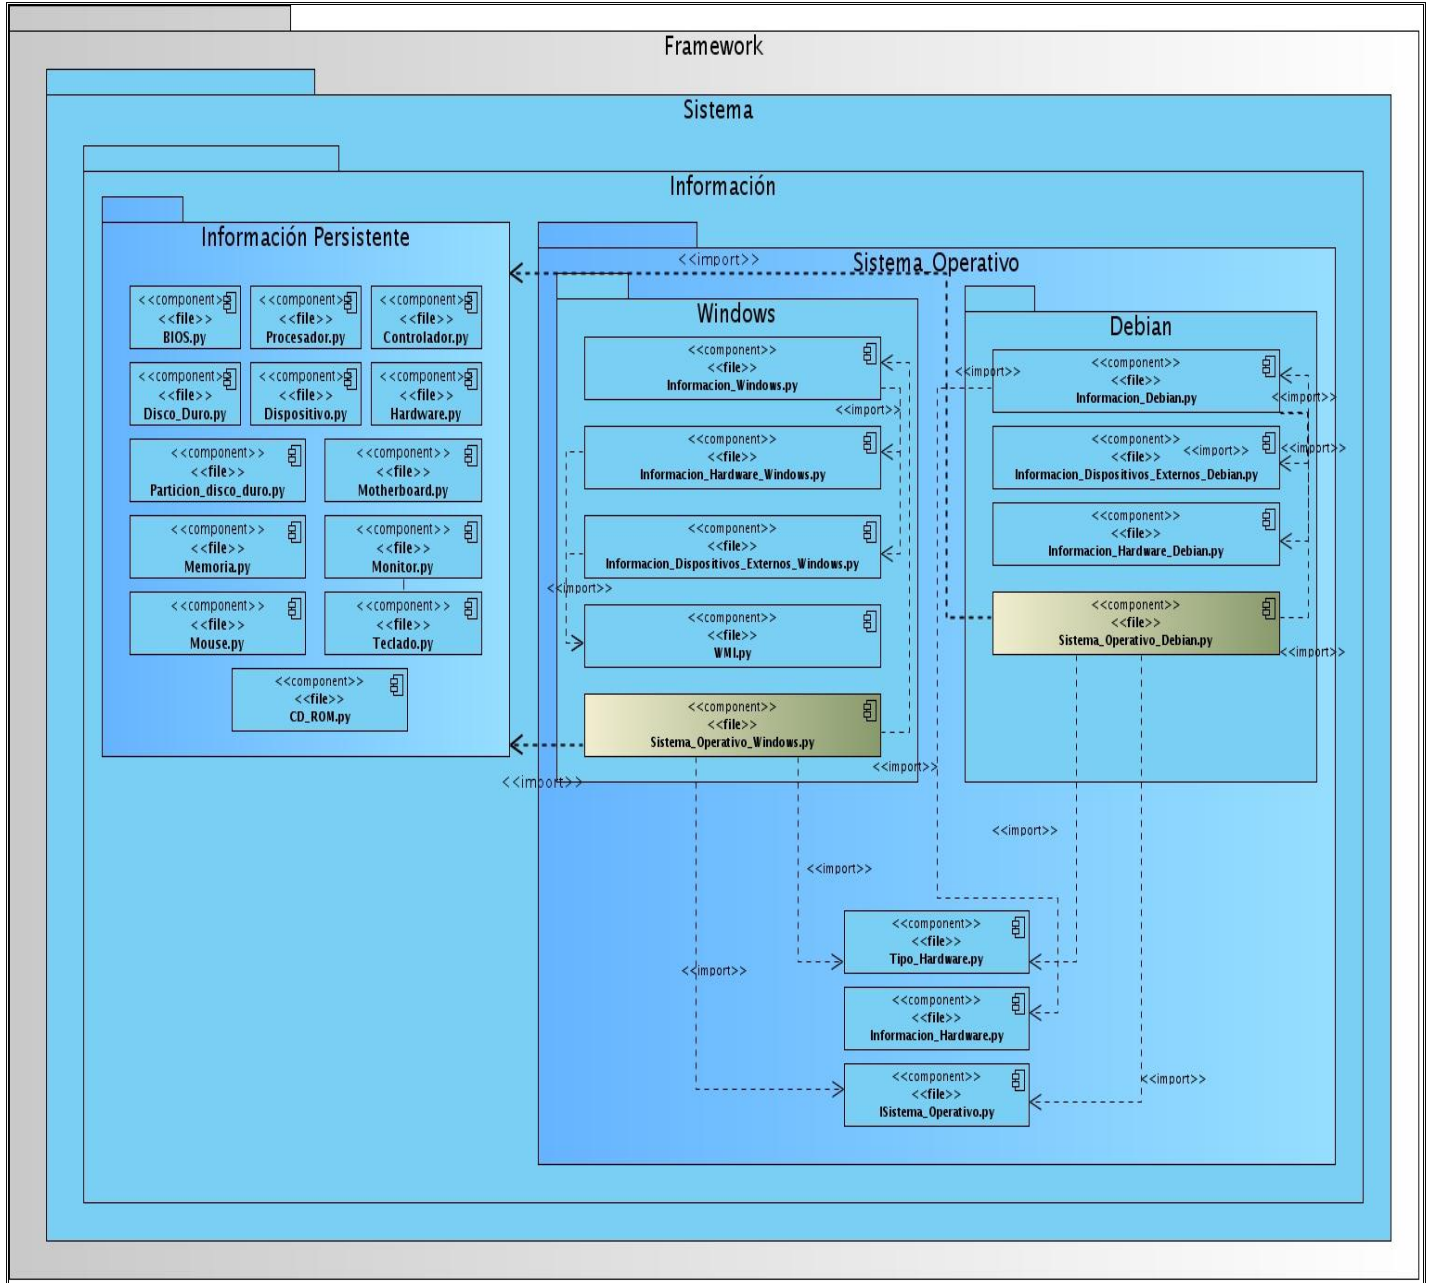 Framework
Sistema
Información
Información Persistente
<<component>>
<<file>>
BIOS.py
<<component>>
<<file>>
Procesador.py
<<component>>
<<file>>
Controlador.py
<<component>>
<<file>>
Disco_Duro.py
<<component>>
<<file>>
Dispositivo.py
<<component>>
<<file>>
Hardware.py
<<component>>
<<file>>
Particion_disco_duro.py
<<component>>
<<file>>
Motherboard.py
<<component>>
<<file>>
Memoria.py
<<component>>
<<file>>
Monitor.py
<<component>>
<<file>>
Mouse.py
<<component>>
<<file>>
Teclado.py
<<component>>
<<file>>
CD_ROM.py
Sistema_Operativo
<<import>>
Windows
<<component>>
<<file>>
Informacion_Windows.py
<<import>>
<<component>>
<<file>>
Informacion_Hardware_Windows.py
<<component>>
<<file>>
Informacion_Dispositivos_Externos_Windows.py
<<import>>
<<component>>
<<file>>
WMI.py
<<component>>
<<file>>
Sistema_Operativo_Windows.py
<<import>>
Debian
<<import>>
<<component>>
<<file>>
Informacion_Debian.py
<<import>>
<<component>>
<<file>>
Informacion_Dispositivos_Externos_Debian.py
<<import>>
<<import>>
<<component>>
<<file>>
Informacion_Hardware_Debian.py
<<component>>
<<file>>
Sistema_Operativo_Debian.py
<<import>>
<<import>>
<<import>>
<<import>>
<<component>>
<<file>>
Tipo_Hardware.py
<<import>>
<<component>>
<<file>>
Informacion_Hardware.py
<<component>>
<<file>>
ISistema_Operativo.py
<<import>>